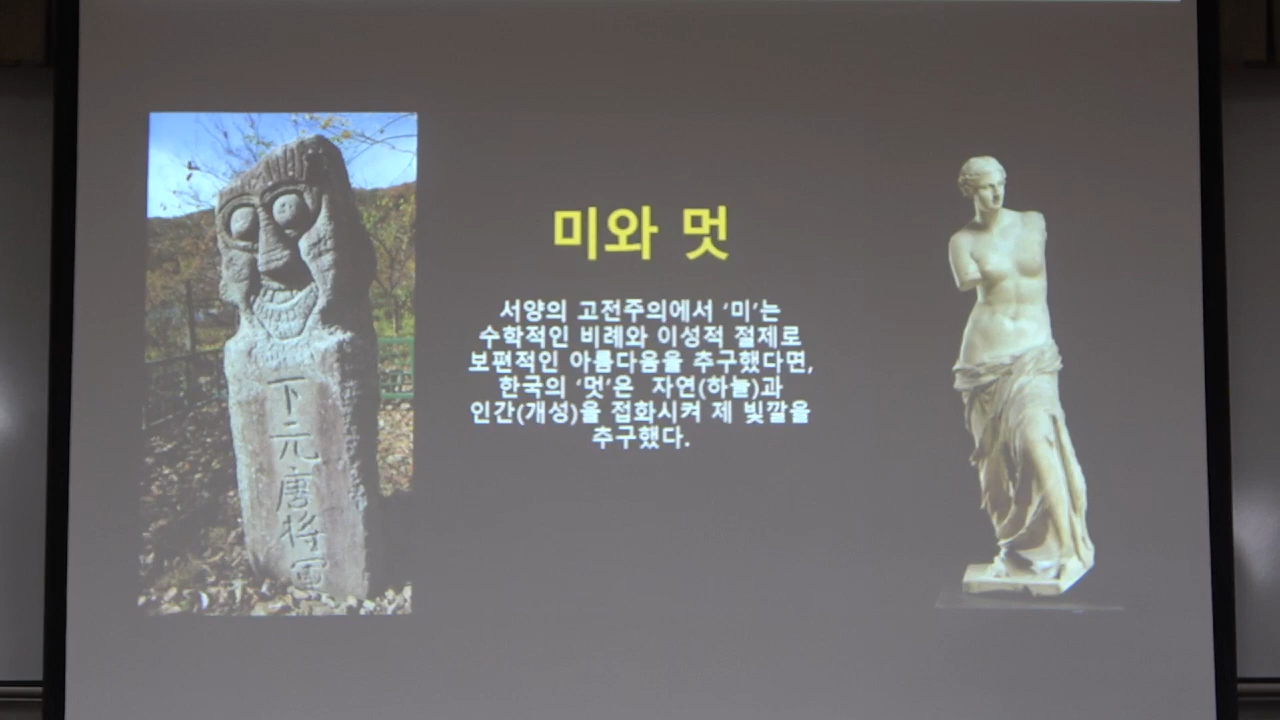 미와 멋
서양의 고전주의에서 ‘미’는
수학적인 비례와 이성적 절제로
보편적인 아름다움을 추구했다면,
한국의 ‘멋’은 자연(하늘)과
인간(개성)을 접화시켜 제 빛깔을
추구했다.
下
元
唐
將
軍